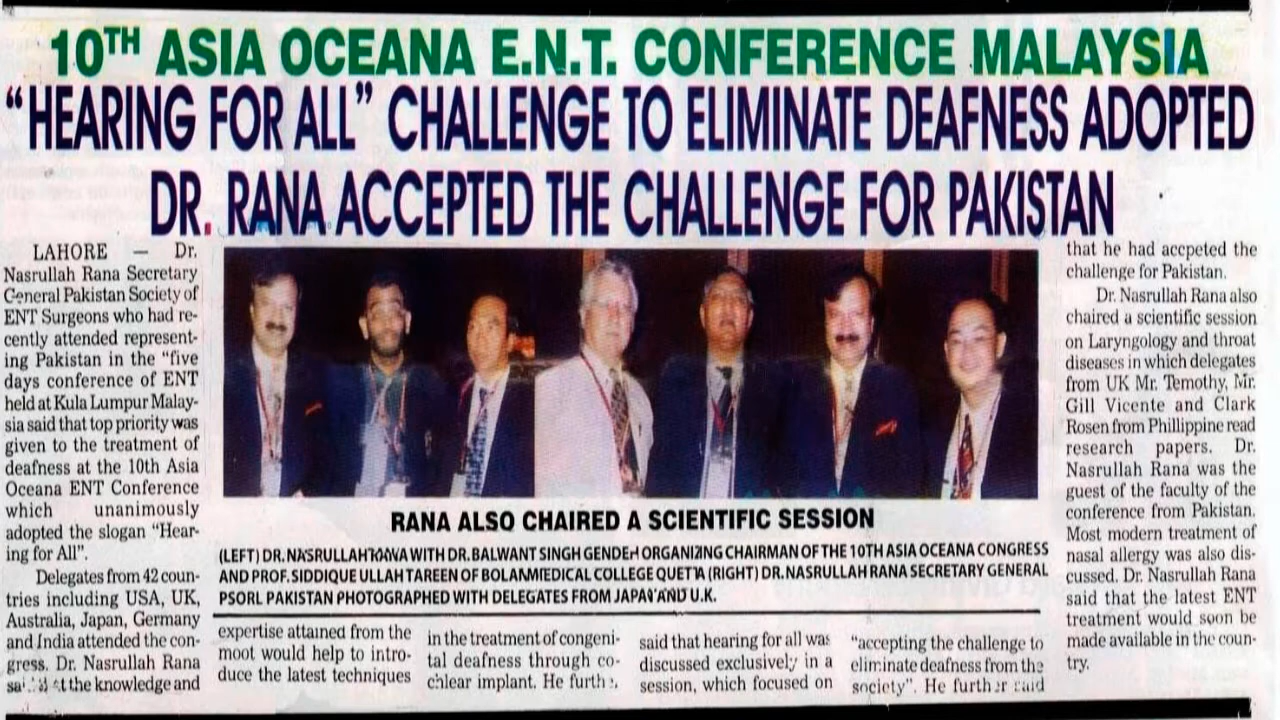 10TH ASIA OCEANA E.N.T. CONFERENCE MALAYSIA
“HEARING FOR ALL” CHALLENGE TO ELIMINATE DEAFNESS ADOPTED
DR. RANA ACCEPTED THE CHALLENGE FOR PAKISTAN
LAHORE — Dr.
Nasrullah Rana Secretary
General Pakistan Society of
ENT Surgeons who had re-
cently attended represent-
ing Pakistan in the “five
days conference of ENT
held at Kula Lumpur Malay-
sia said that top priority was
given to the treatment of
deafness at the 10th Asia
Oceana ENT Conference
which unanimously
adopted the slogan “Hear-
ing for All”.
Delegates from 42 coun-
tries including USA, UK,
Australia, Japan, Germany
and India attended the con-
gress. Dr. Nasrullah Rana
the knowledge and
RANA ALSO CHAIRED A SCIENTIFIC SESSION
(LEFT) DR. NASRULLAH RANA WITH DR. BALWANT SINGH GENDEH ORGANIZING CHAIRMAN OF THE 10TH ASIA OCEANA CONGRESS
AND PROF. SIDDIQUE ULLAH TAREEN OF BOLAN MEDICAL COLLEGE QUETTA (RIGHT) DR. NASRULLAH RANA SECRETARY GENERAL
PSORL PAKISTAN PHOTOGRAPHED WITH DELEGATES FROM JAPAN AND U.K.
expertise attained from the
moot would help to intro-
duce the latest techniques
in the treatment of congeni-
tal deafness through co-
chlear implant. He further
said that hearing for all was
discussed exclusively in a
session, which focused on
“accepting the challenge to
eliminate deafness from the
society”. He further said
that he had accpeted the
challenge for Pakistan.
Dr. Nasrullah Rana also
chaired a scientific session
on Laryngology and throat
diseases in which delegates
from UK Mr. Temothy, Mr.
Gill Vicente and Clark
Rosen from Phillippine read
research papers. Dr.
Nasrullah Rana was the
guest of the faculty of the
conference from Pakistan.
Most modern treatment of
nasal allergy was also dis-
cussed. Dr. Nasrullah Rana
said that the latest ENT
treatment would soon be
made available in the coun-
try.